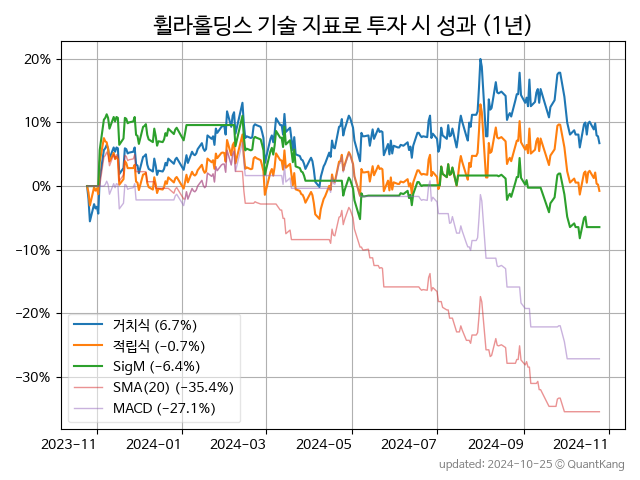 휠라홀딩스 기술 지표로 투자 시 성과 (1년)
20%
10%
0%
−10%
−20%
−30%
거치식 (6.7%)
적립식 (−0.7%)
SigM (−6.4%)
SMA(20) (−35.4%)
MACD (−27.1%)
2023−11 2024−01 2024−03 2024−05 2024−07 2024−09 2024−11
updated: 2024−10−25 ⓒ QuantKang